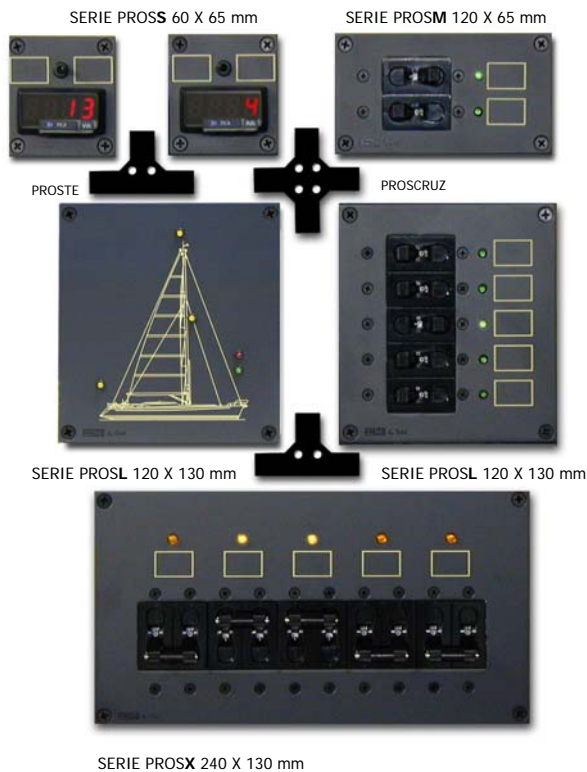 SERIE PROSS 60 X 65 mm
SERIE PROSM 120 X 65 mm
13
4
PROSTE
PROSCRUZ
SERIE PROSL 120 X 130 mm
SERIE PROSL 120 X 130 mm
SERIE PROSX 240 X 130 mm